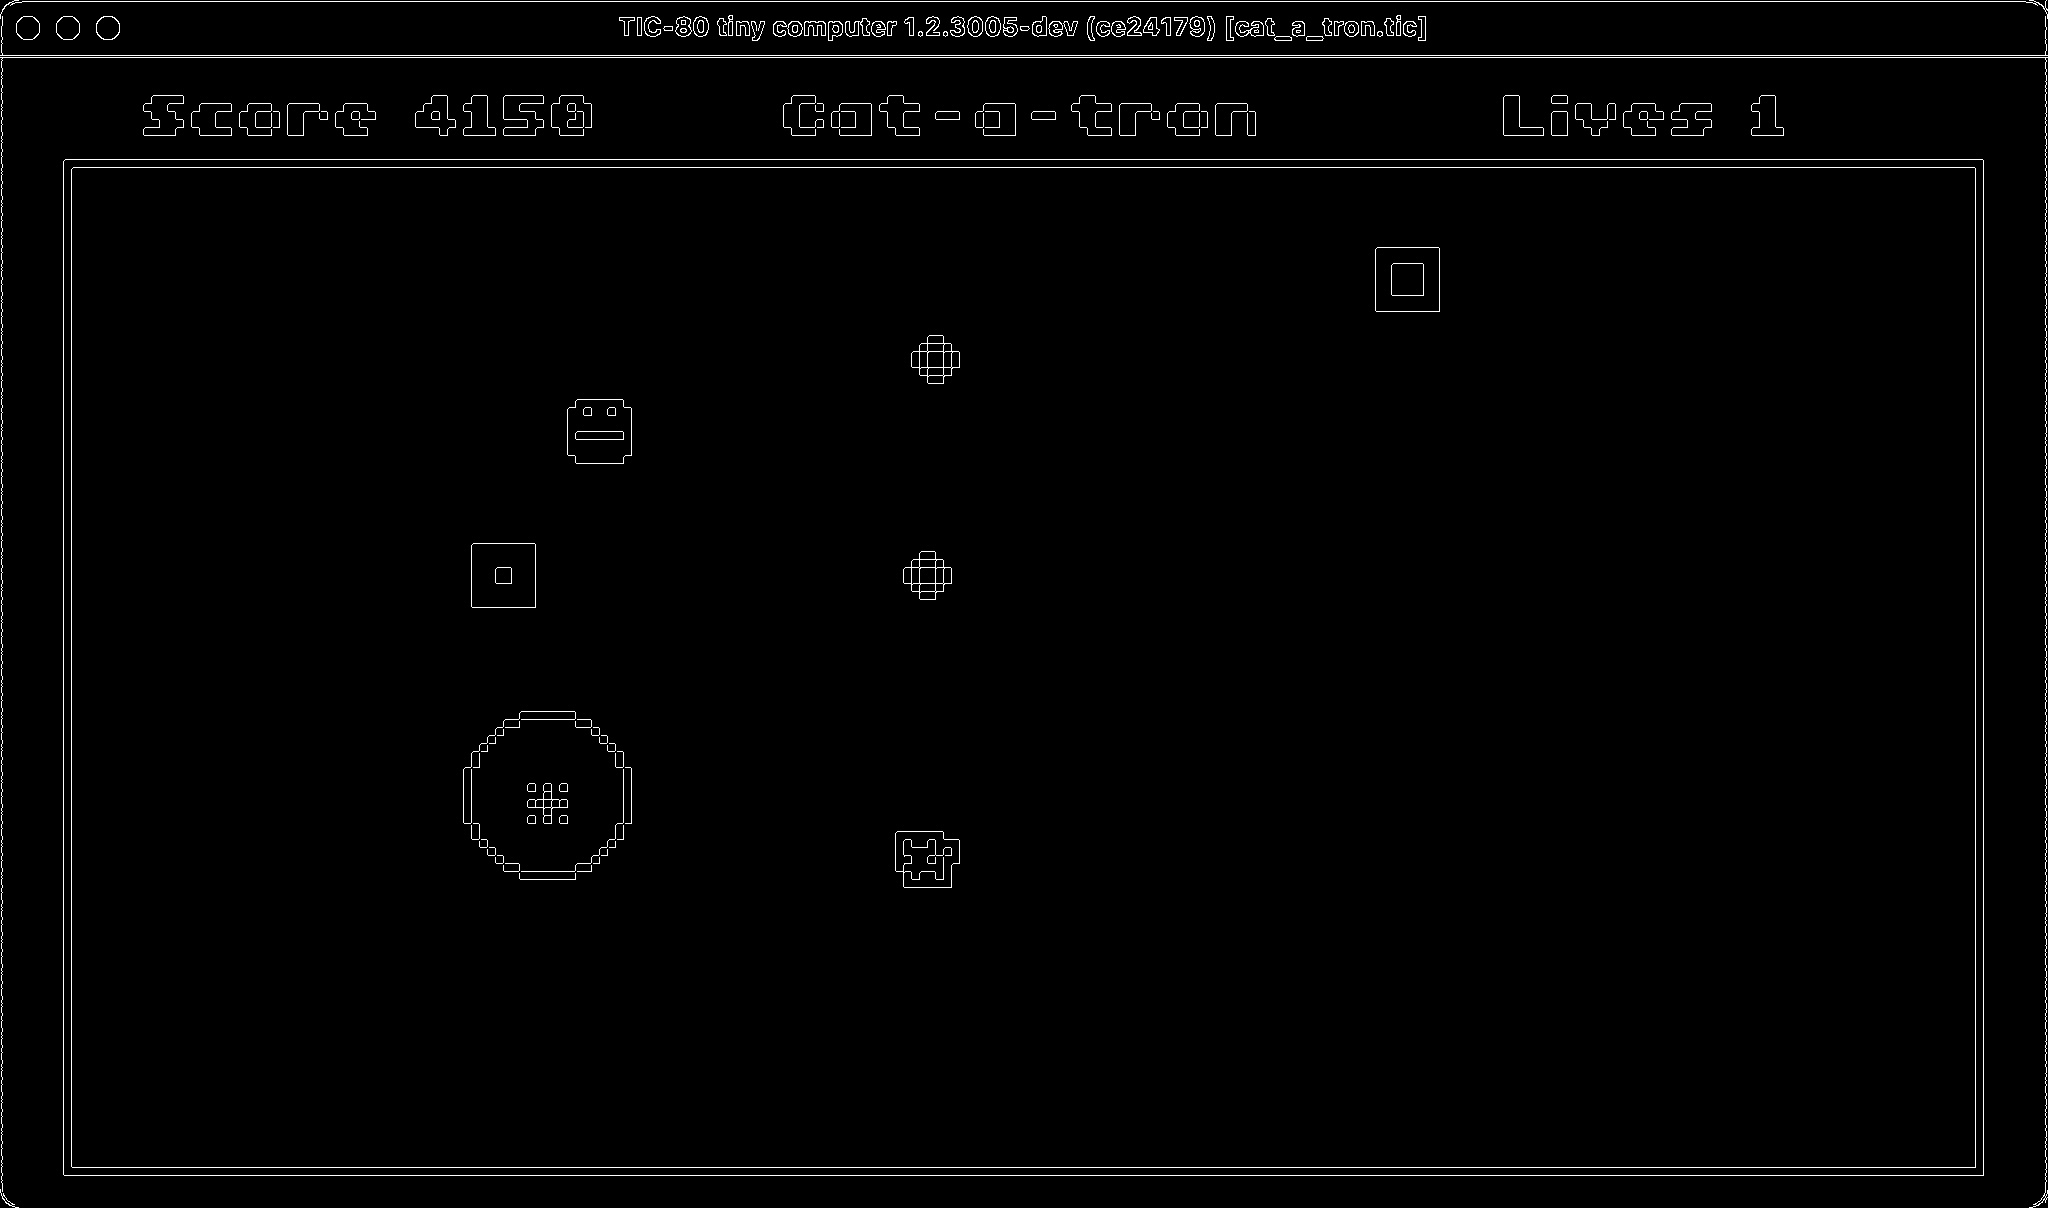 TIC-80 tiny computer 1.2.3005-dev (ce24179) [cat_a_tron.tic]
Score 4150 Cat-a-tron Lives 1